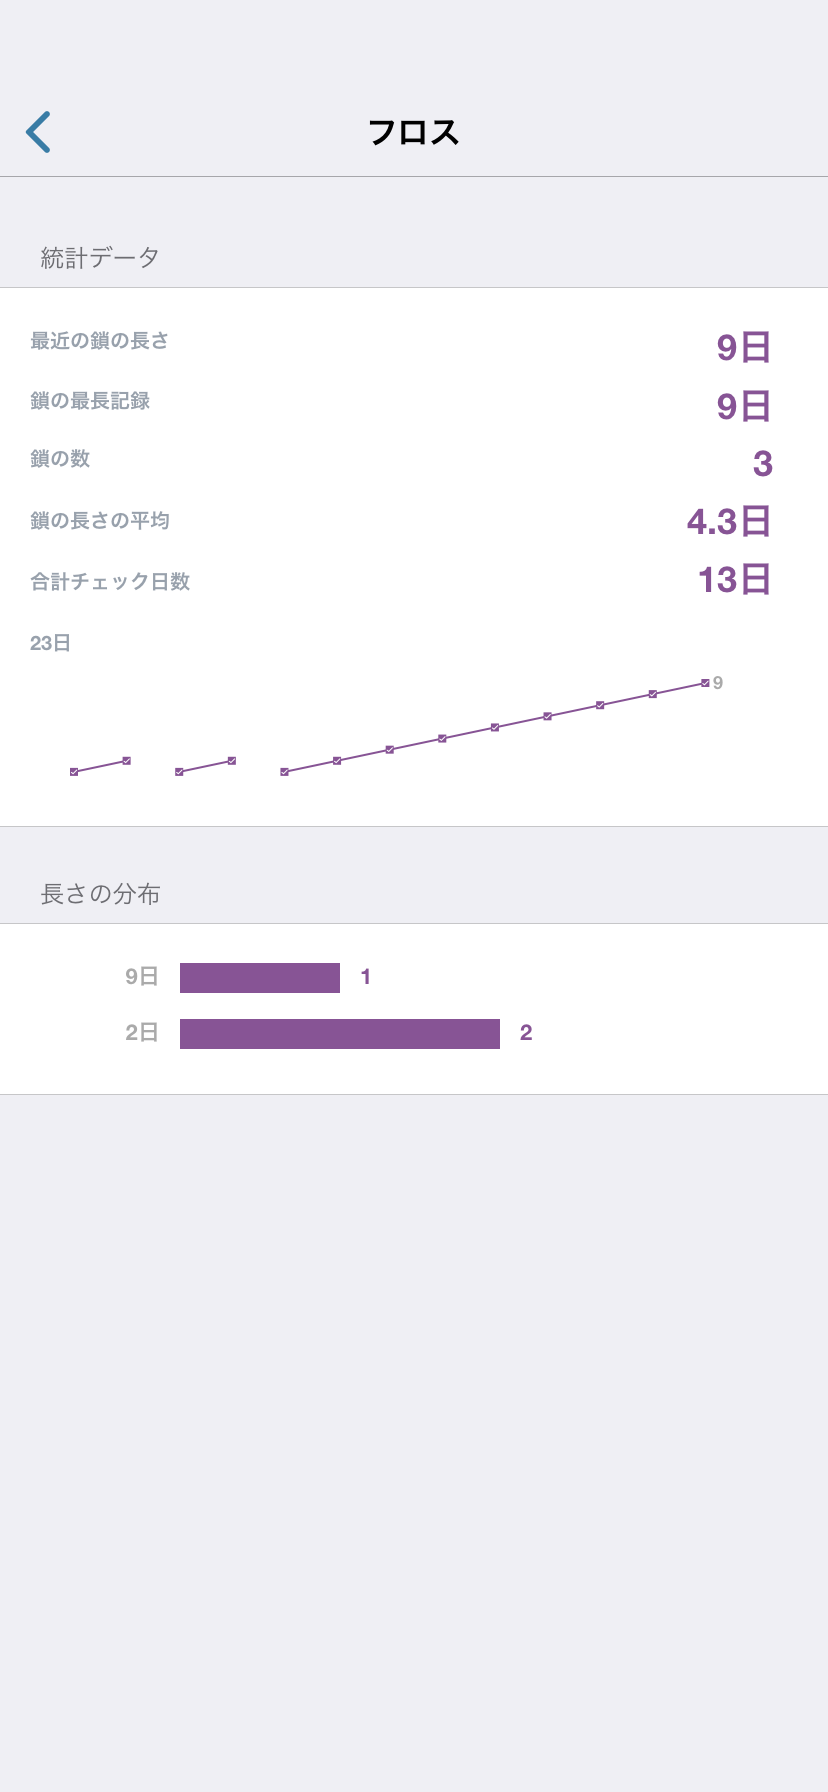 フロス
統計データ
最近の鎖の長さ 9日
鎖の最長記録 9日
鎖の数 3
鎖の長さの平均 4.3日
合計チェック日数 13日
23日
9
長さの分布
9日 1
2日 2